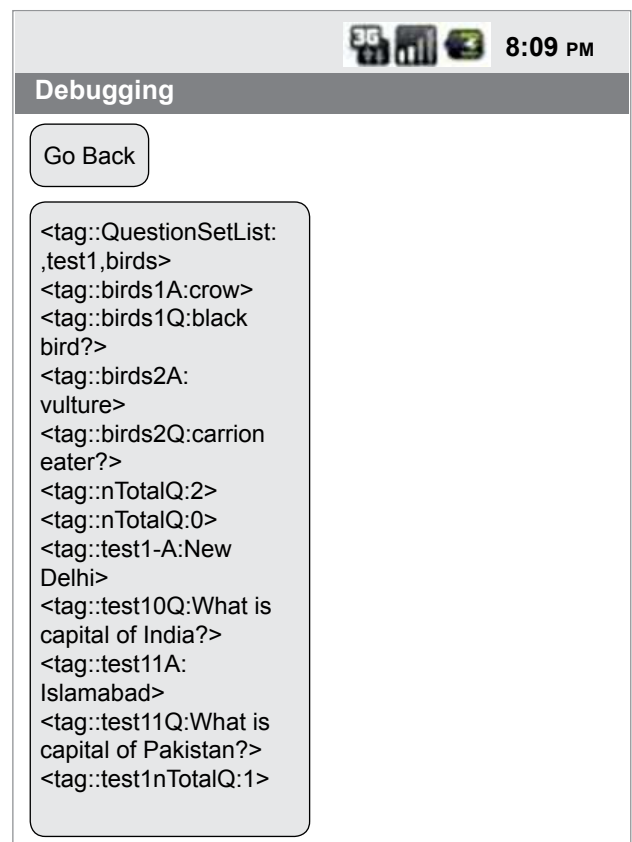 8:09 PM
Debugging
Go Back
<tag::QuestionSetList:
,test1,birds>
<tag::birds1A:crow>
<tag::birds1Q:black
bird?>
<tag::birds2A:
vulture>
<tag::birds2Q:carrion
eater?>
<tag::nTotalQ:2>
<tag::nTotalQ:0>
<tag::test1-A:New
Delhi>
<tag::test10Q:What is
capital of India?>
<tag::test11A:
Islamabad>
<tag::test11Q:What is
capital of Pakistan?>
<tag::test1nTotalQ:1>